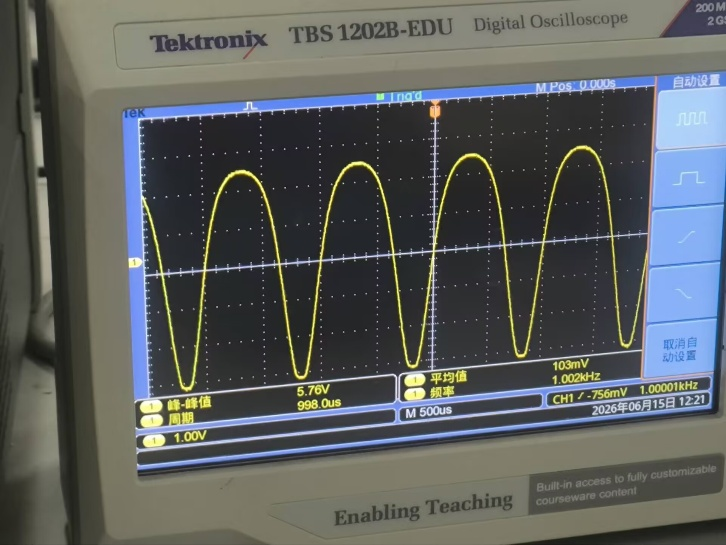 Tektronix TBS 1202B-EDU Digital Oscilloscope
200 M
2 G
Tek
M Pos: 0.000s
自动设置
1
取消自
动设置
1 峰-峰值 5.76V
1 周期 998.0us
1 平均值 103mV
1 频率 1.002kHz
1 1.00V
M 500us
CH1 -756mV 1.00001kHz
2026年06月15日 12:21
Enabling Teaching
Built-in access to fully customizable
courseware content